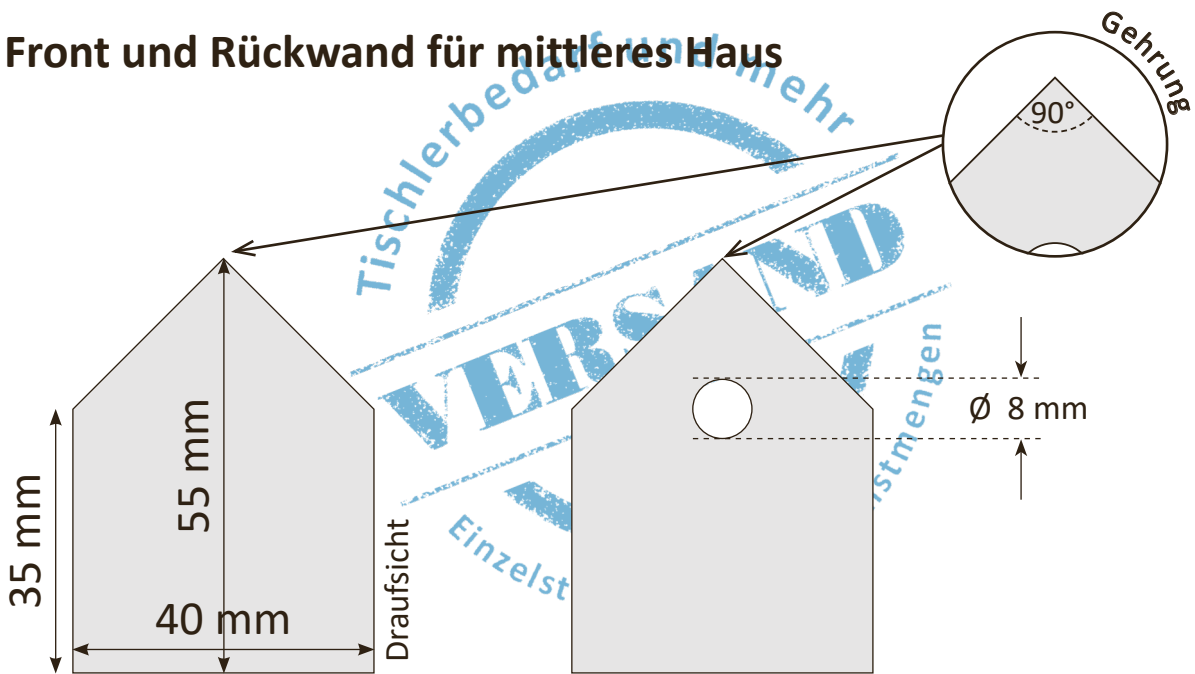 Front und Rückwand für mittleres Haus
Gehrung
90°
Tischlerbedarf und mehr
VERSAND
Ø 8 mm
55 mm
35 mm
40 mm
Draufsicht
Einzelst
stmengen